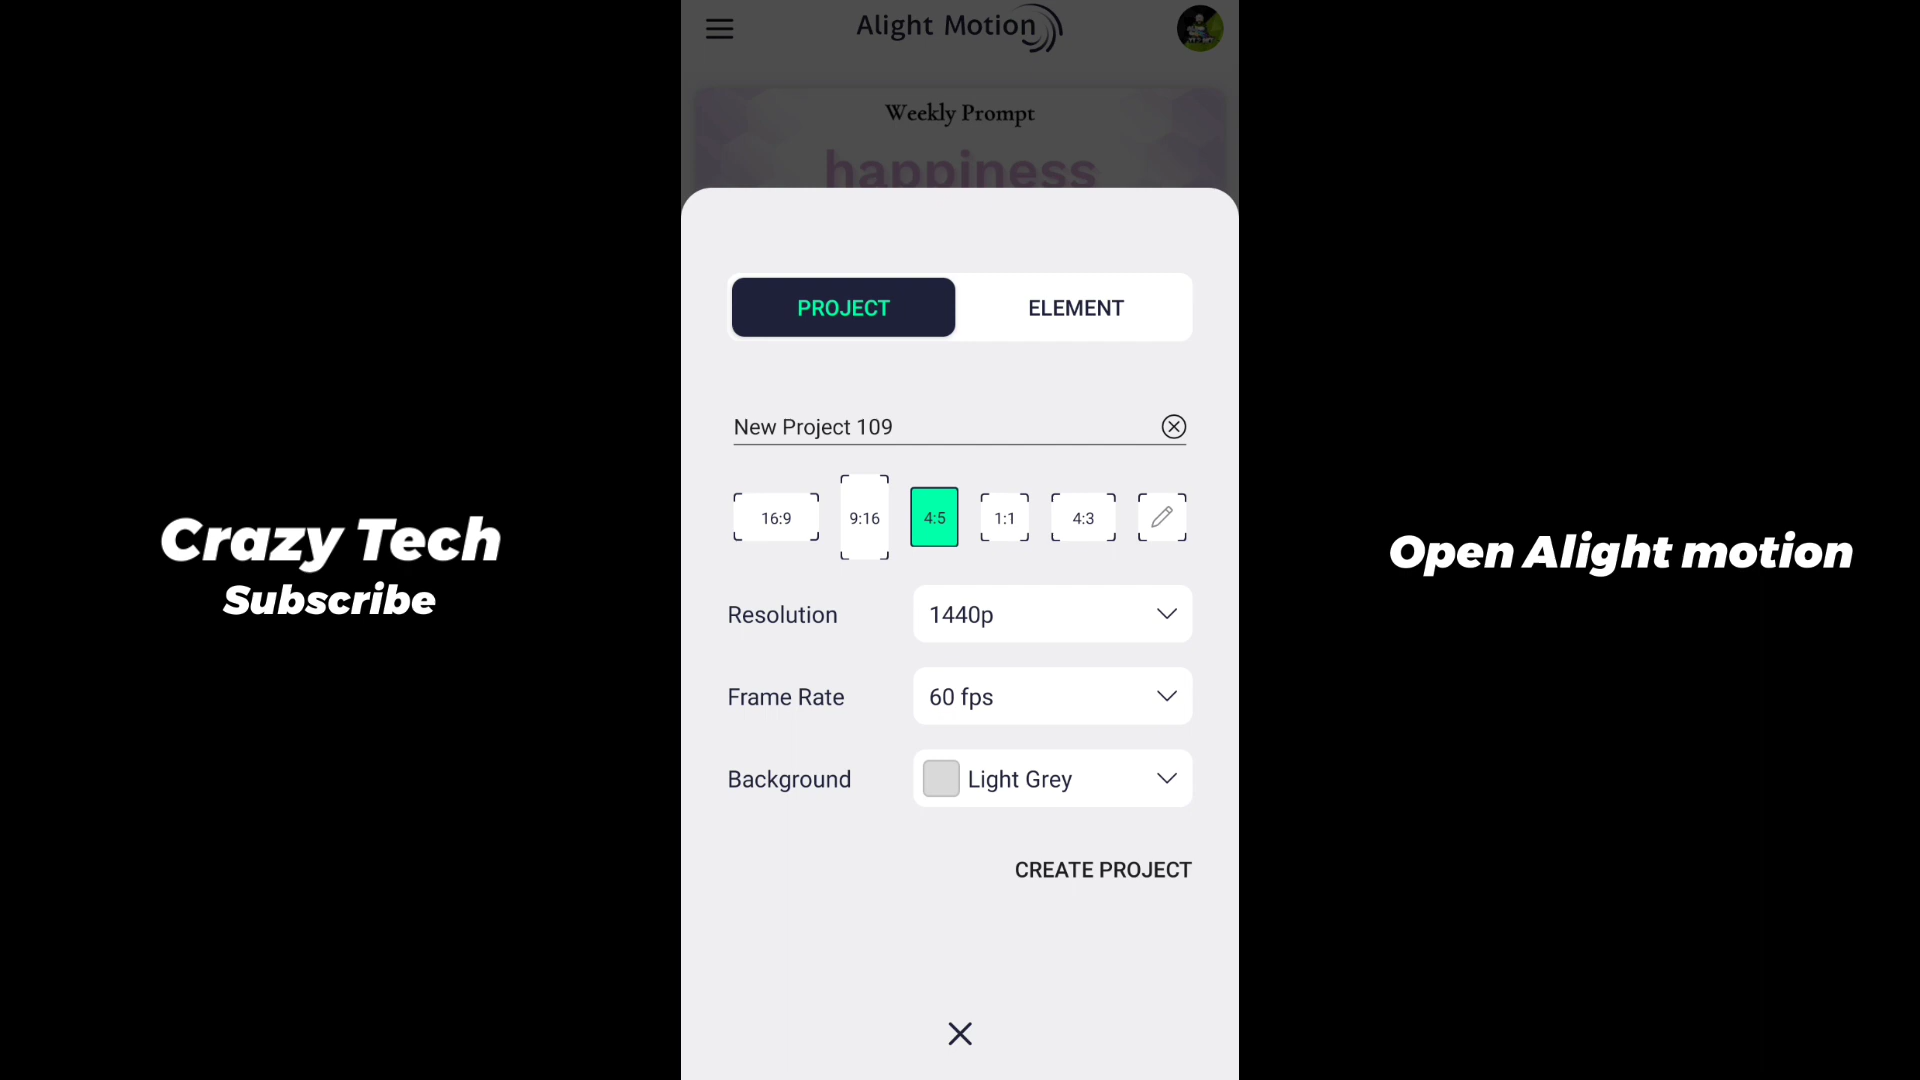 Alight Motion
Weekly Prompt
happiness
PROJECT
ELEMENT
New Project 109
16:9
9:16
4:5
1:1
4:3
Resolution
1440p
Frame Rate
60 fps
Background
Light Grey
CREATE PROJECT
Crazy Tech
Subscribe
Open Alight motion